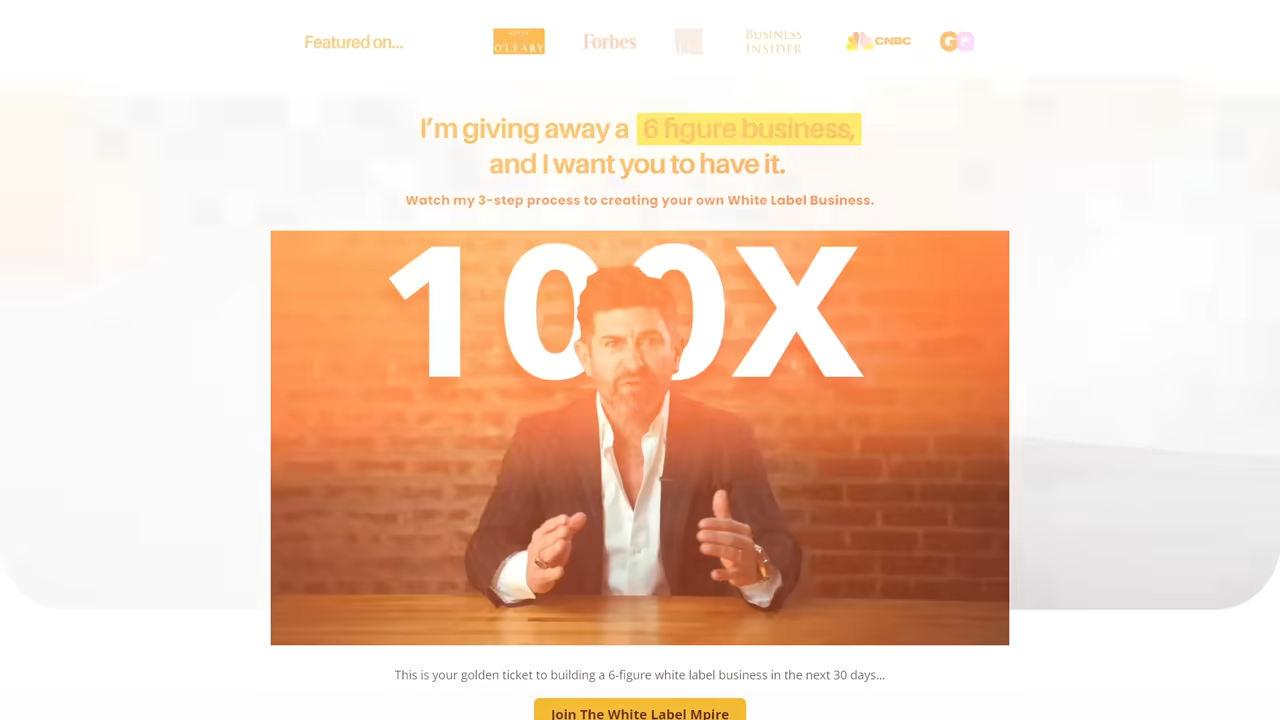 Featured on...
O'LEARY
Forbes
BUSINESS
INSIDER
CNBC
GQ
I'm giving away a 6 figure business,
and I want you to have it.
Watch my 3-step process to creating your own White Label Business.
100X
This is your golden ticket to building a 6-figure white label business in the next 30 days...
Join The White Label Mpire